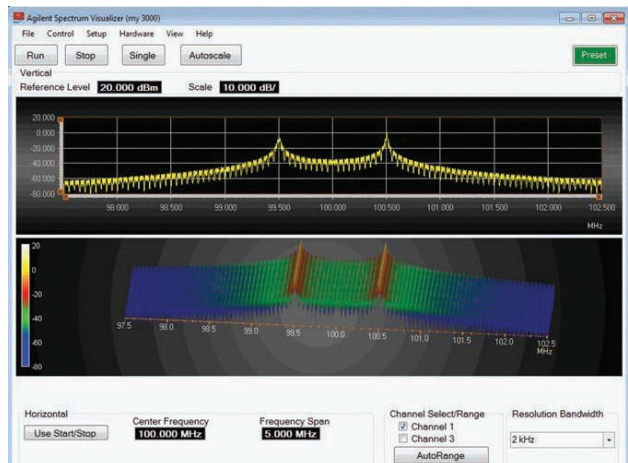 Agilent Spectrum Visualizer (my 3000)
File Control Setup Hardware View Help
Run Stop Single Autoscale Preset
Vertical
Reference Level 20.000 dBm Scale 10.000 dB/
20.000
0.000
-20.000
-40.000
-60.000
-80.000
98.000 98.500 99.000 99.500 100.000 100.500 101.000 101.500 102.000 102.500
MHz
20
0
-20
-40
-60
-80
97.5 98.0 98.5 99.0 99.5 100.0 100.5 101.0 101.5 102.0 102.5
MHz
Horizontal
Use Start/Stop
Center Frequency
100.000 MHz
Frequency Span
5.000 MHz
Channel Select/Range
Channel 1
Channel 3
AutoRange
Resolution Bandwidth
2 kHz